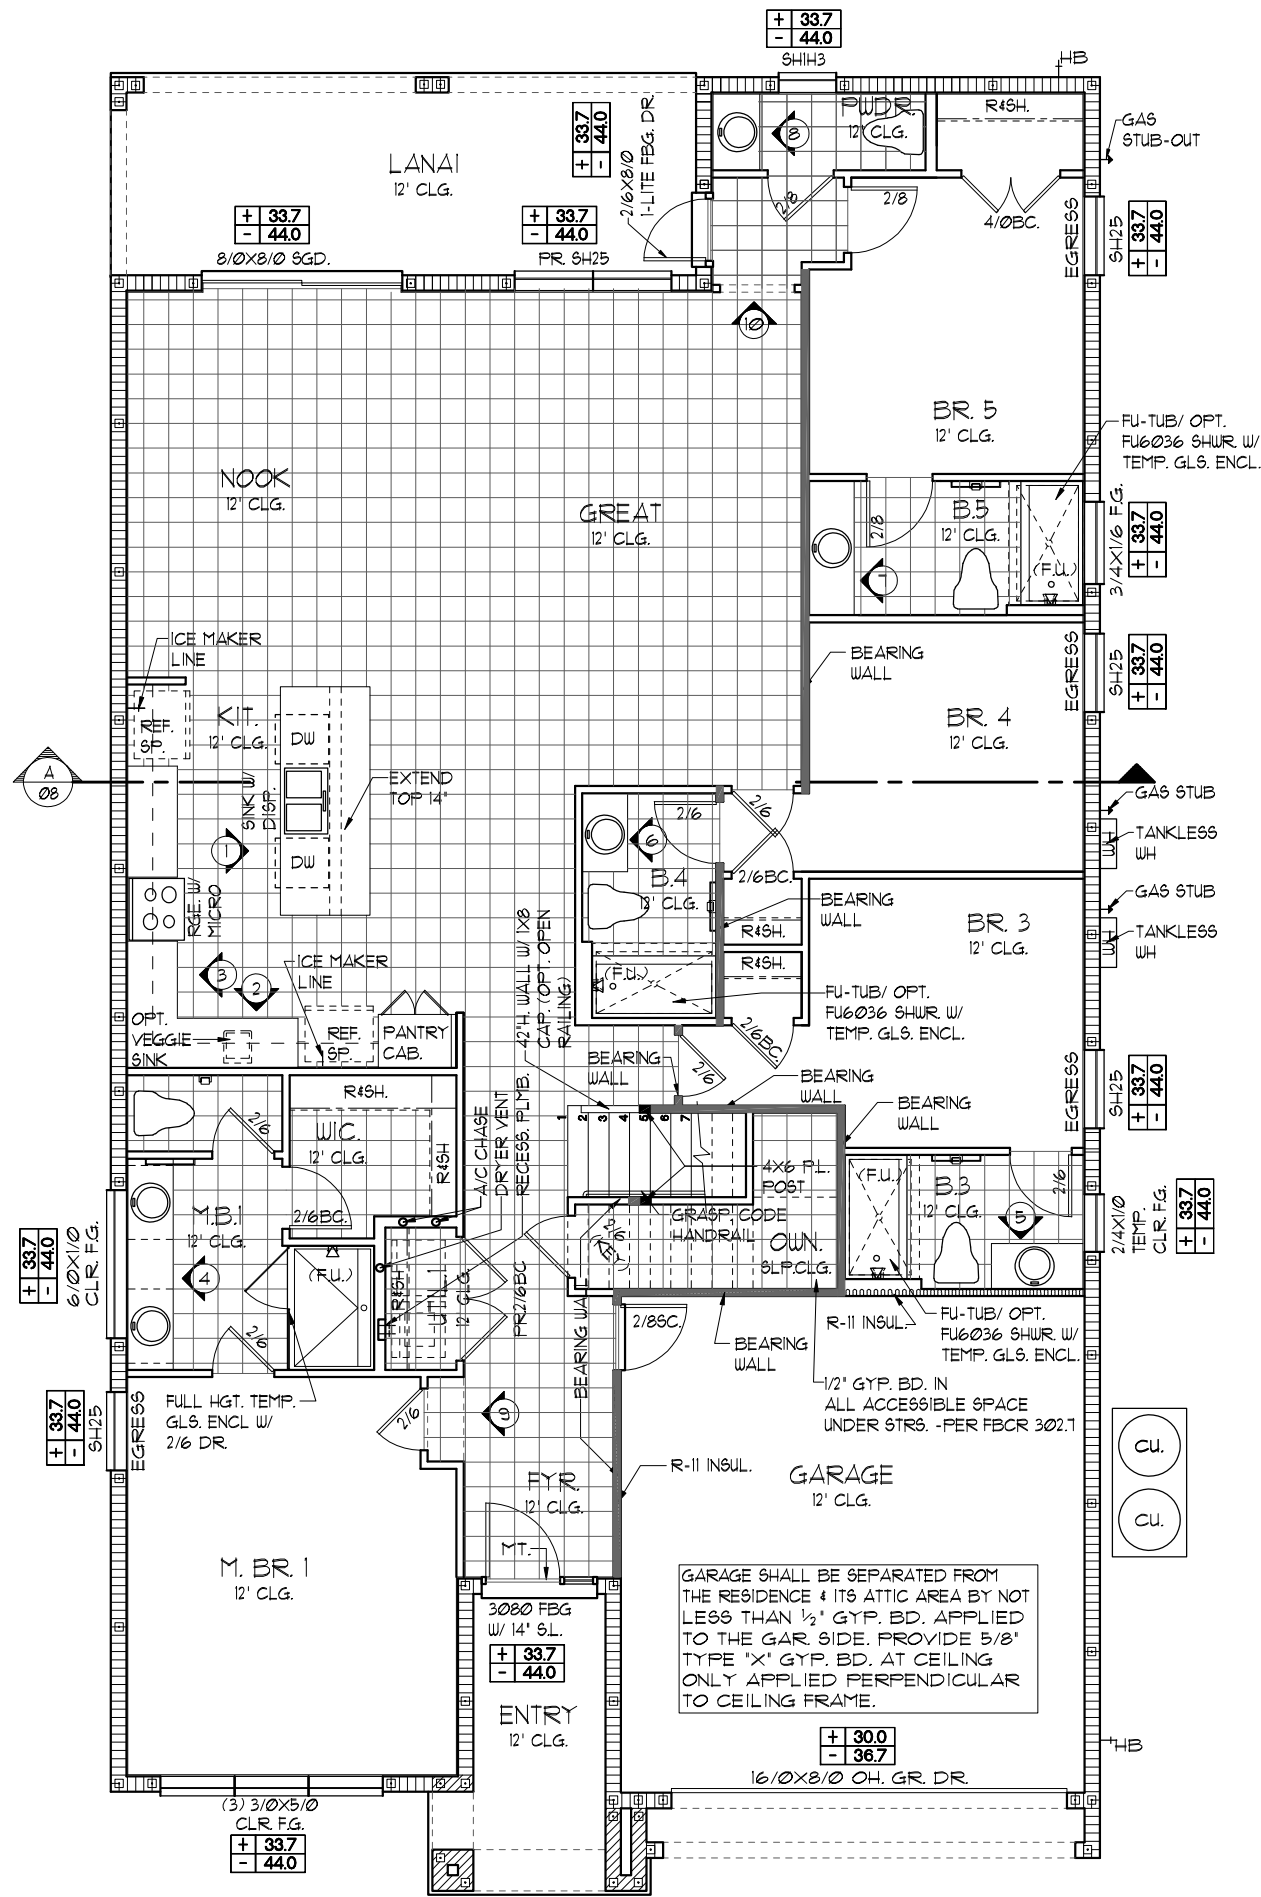 + 33.7
- 44.0
SH1H3
HB
PWDR.
12' CLG.
8
R&SH.
GAS
STUB-OUT
LANAI
12' CLG.
+ 33.7
- 44.0
2/6X8/0
1-LITE FBG. DR.
2/8
2/8
4/0BC.
EGRESS
SH25
+ 33.7
- 44.0
+ 33.7
- 44.0
8/0X8/0 SGD.
+ 33.7
- 44.0
PR. SH25
10
BR. 5
12' CLG.
FU-TUB/ OPT.
FU6036 SHWR. W/
TEMP. GLS. ENCL.
NOOK
12' CLG.
GREAT
12' CLG.
2/8
B.5
12' CLG.
(F.U.)
7
3/4X1/6 F.G.
+ 33.7
- 44.0
ICE MAKER
LINE
BEARING
WALL
EGRESS
SH25
+ 33.7
- 44.0
REF.
SP.
KIT.
12' CLG.
DW
SINK W/
DISP.
EXTEND
TOP 14"
DW
BR. 4
12' CLG.
A
08
GAS STUB
TANKLESS
WH
WH
GAS STUB
TANKLESS
WH
WH
1
RGE. W/
MICRO
2/6
6
2/6
B.4
12' CLG.
2/6BC.
BEARING
WALL
R&SH.
R&SH.
BR. 3
12' CLG.
3
2
ICE MAKER
LINE
OPT.
VEGGIE
SINK
REF.
SP.
PANTRY
CAB.
42"H. WALL W/ 1X8
CAP. (OPT. OPEN
RAILING)
(F.U.)
FU-TUB/ OPT.
FU6036 SHWR. W/
TEMP. GLS. ENCL.
2/6BC.
BEARING
WALL
2/6
BEARING
WALL
BEARING
WALL
EGRESS
SH25
+ 33.7
- 44.0
R&SH.
2/6
WIC.
12' CLG.
R&SH
A/C CHASE
DRYER VENT
RECESS. PLMB.
1 2 3 4 5 6 7
4X6 P.L.
POST
GRASP. CODE
HANDRAIL
M.B.1
12' CLG.
2/6BC.
4
(F.U.)
2/6
R&SH
UTN. 1
12' CLG.
PR.2/6BC
2/6
(KEY)
OWN.
SLP.CLG.
(F.U.)
B.3
12' CLG.
5
2/6
2/4X1/0
TEMP.
CLR. F.G.
+ 33.7
- 44.0
+ 33.7
- 44.0
6/0X1/0
CLR. F.G.
BEARING WALL
2/8SC.
BEARING
WALL
R-11 INSUL.
FU-TUB/ OPT.
FU6036 SHWR. W/
TEMP. GLS. ENCL.
1/2" GYP. BD. IN
ALL ACCESSIBLE SPACE
UNDER STRS. -PER FBCR 302.7
+ 33.7
- 44.0
SH25
EGRESS
FULL HGT. TEMP.
GLS. ENCL W/
2/6 DR.
2/6
9
FYR.
12' CLG.
R-11 INSUL.
GARAGE
12' CLG.
CU.
CU.
M. BR. 1
12' CLG.
MT.
3080 FBG
W/ 14" S.L.
+ 33.7
- 44.0
ENTRY
12' CLG.
GARAGE SHALL BE SEPARATED FROM
THE RESIDENCE & ITS ATTIC AREA BY NOT
LESS THAN ½" GYP. BD. APPLIED
TO THE GAR. SIDE. PROVIDE 5/8"
TYPE "X" GYP. BD. AT CEILING
ONLY APPLIED PERPENDICULAR
TO CEILING FRAME.
+ 30.0
- 36.7
16/0X8/0 OH. GR. DR.
HB
(3) 3/0X5/0
CLR. F.G.
+ 33.7
- 44.0